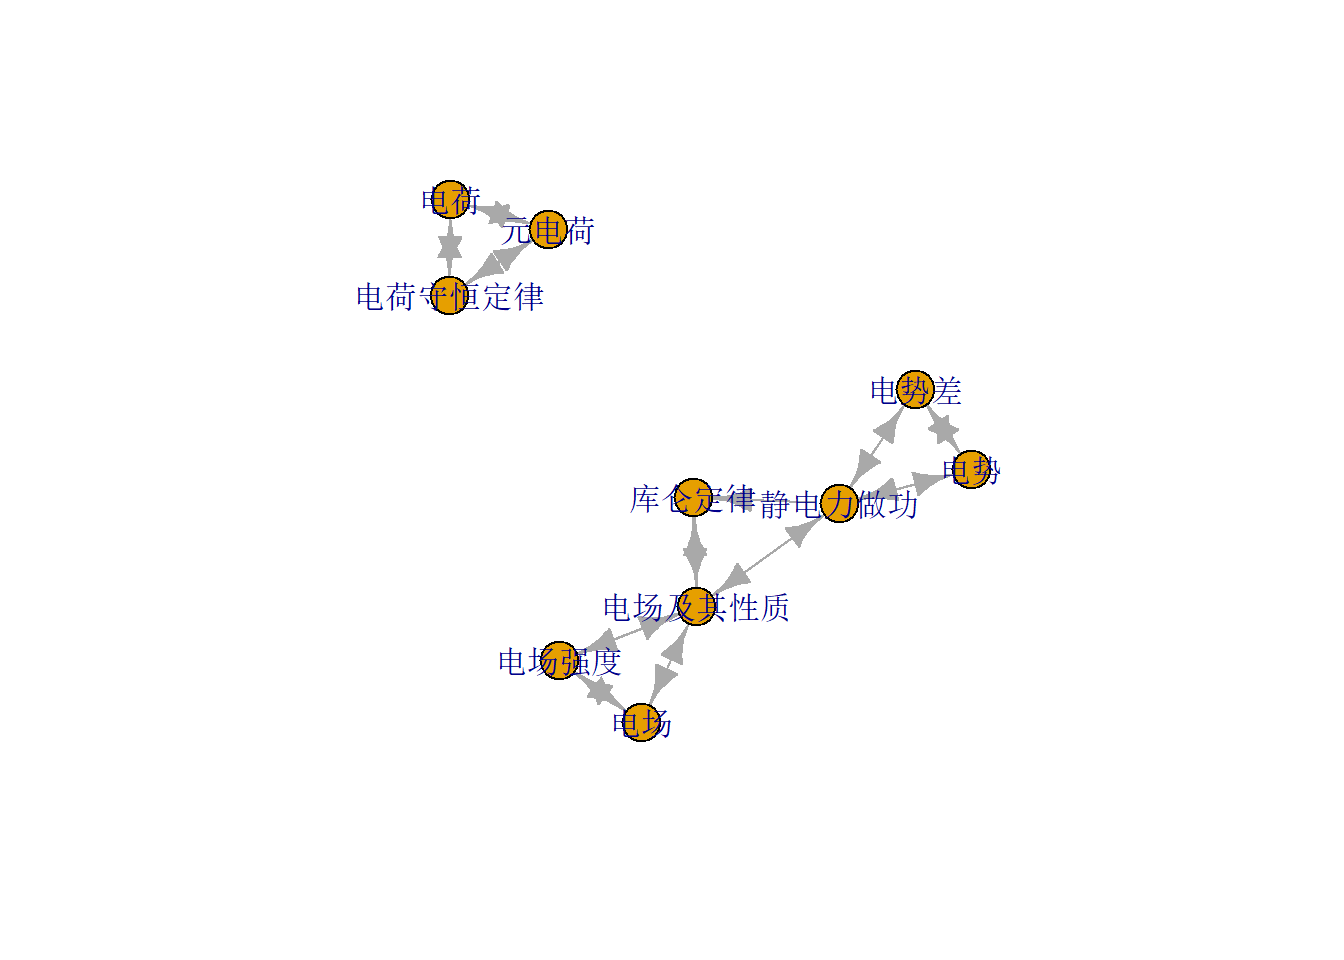 电荷
元电荷
电荷守恒定律
电势差
电势
库仑定律
静电力做功
电场及其性质
电场强度
电场